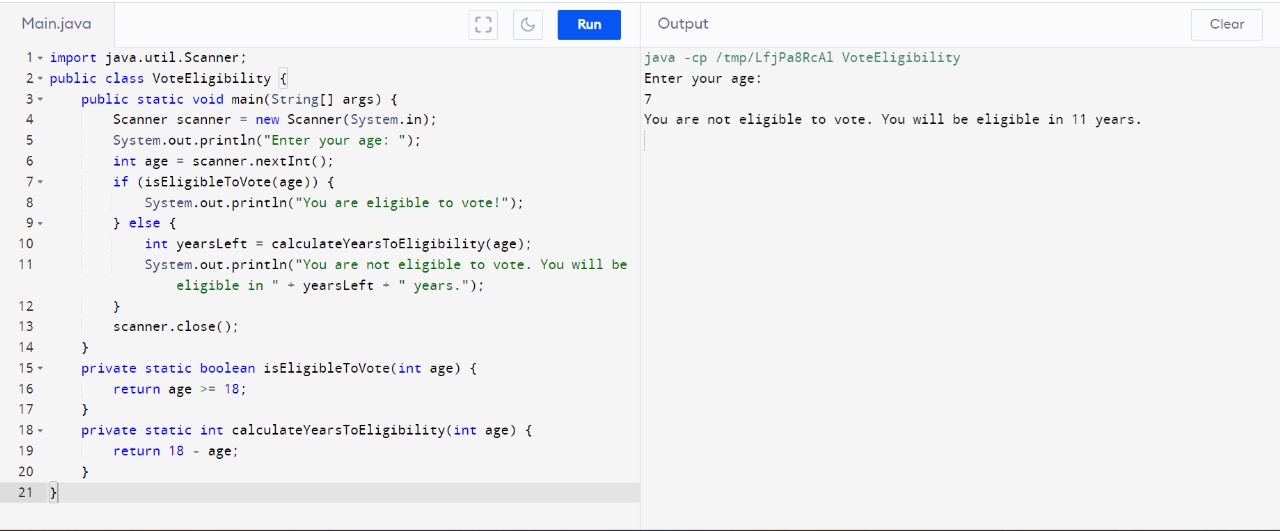 Main.java
Run
Output
Clear
1 import java.util.Scanner;
2 public class VoteEligibility {
3     public static void main(String[] args) {
4         Scanner scanner = new Scanner(System.in);
5         System.out.println("Enter your age: ");
6         int age = scanner.nextInt();
7         if (isEligibleToVote(age)) {
8             System.out.println("You are eligible to vote!");
9         } else {
10             int yearsLeft = calculateYearsToEligibility(age);
11             System.out.println("You are not eligible to vote. You will be
                eligible in " + yearsLeft + " years.");
12         }
13         scanner.close();
14     }
15     private static boolean isEligibleToVote(int age) {
16         return age >= 18;
17     }
18     private static int calculateYearsToEligibility(int age) {
19         return 18 - age;
20     }
21 }
java -cp /tmp/LfjPa8RcAl VoteEligibility
Enter your age:
7
You are not eligible to vote. You will be eligible in 11 years.